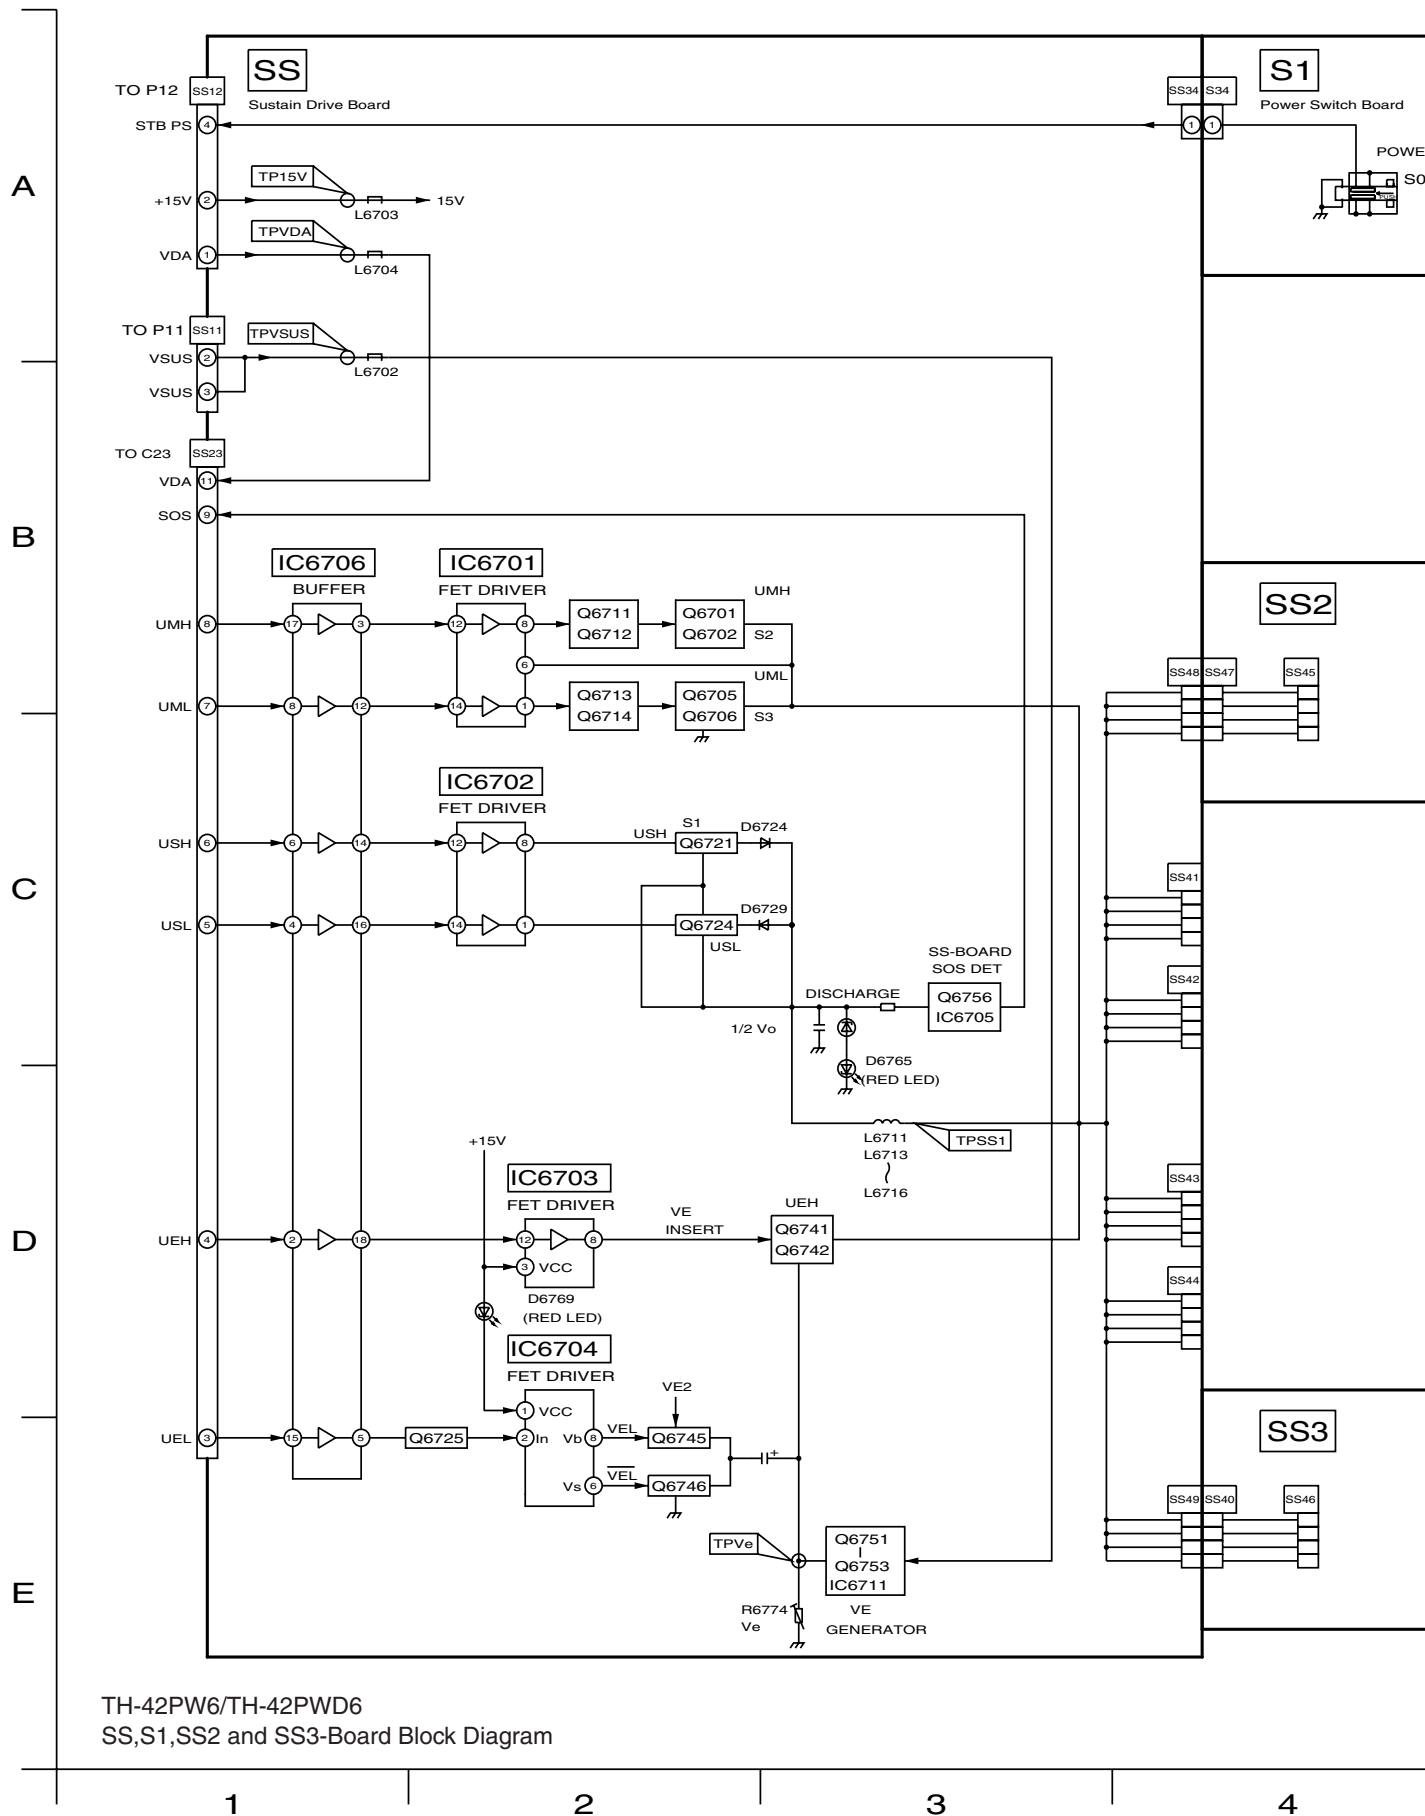 SS
Sustain Drive Board
S1
Power Switch Board
TO P12
SS12
SS34
S34
STB PS
4
1
1
POWE
S0
PUSH
A
TP15V
+15V
2
L6703
15V
TPVDA
VDA
1
L6704
TO P11
SS11
TPVSUS
VSUS
2
L6702
VSUS
3
TO C23
SS23
VDA
11
SOS
9
B
IC6706
BUFFER
IC6701
FET DRIVER
UMH
SS2
UMH
8
17
3
12
8
Q6711
Q6712
Q6701
Q6702
S2
6
UML
SS48
SS47
SS45
UML
7
8
12
14
1
Q6713
Q6714
Q6705
Q6706
S3
IC6702
FET DRIVER
USH
6
6
14
12
8
USH
S1
Q6721
D6724
C
SS41
USL
5
4
16
14
1
Q6724
USL
D6729
SS-BOARD
SOS DET
Q6756
IC6705
SS42
DISCHARGE
1/2 Vo
D6765
(RED LED)
L6711
L6713
L6716
TPSS1
+15V
IC6703
FET DRIVER
SS43
D
UEH
4
2
18
12
8
3
VCC
VE
INSERT
UEH
Q6741
Q6742
SS44
D6769
(RED LED)
IC6704
FET DRIVER
VE2
UEL
3
15
5
Q6725
1
VCC
2
In
Vb
8
VEL
Q6745
Vs
6
VEL
Q6746
SS3
SS49
SS40
SS46
TPVe
Q6751
Q6753
IC6711
VE
GENERATOR
R6774
Ve
E
TH-42PW6/TH-42PWD6
SS,S1,SS2 and SS3-Board Block Diagram
1
2
3
4